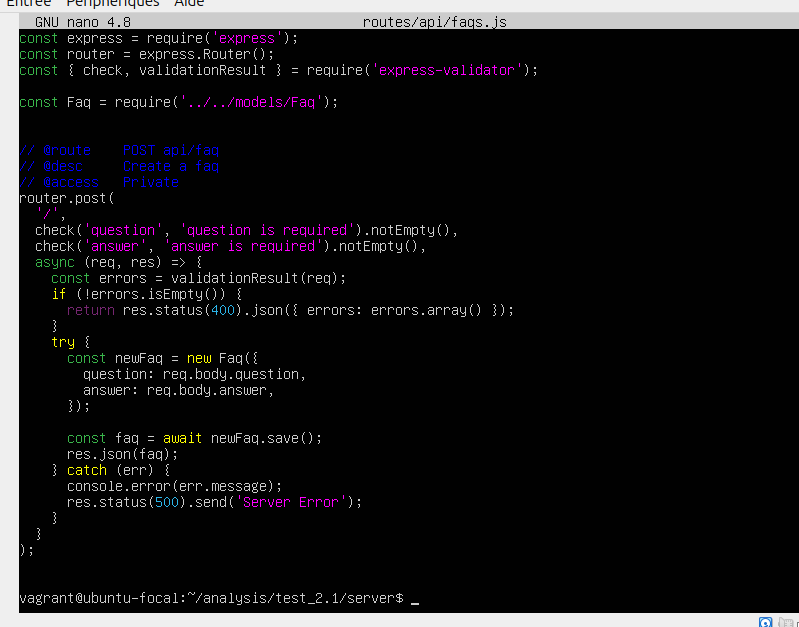 Entrée Périphériques Aide
GNU nano 4.8 routes/api/faqs.js
const express = require('express');
const router = express.Router();
const { check, validationResult } = require('express-validator');
const Faq = require('../../models/Faq');
// @route POST api/faq
// @desc Create a faq
// @access Private
router.post(
'/',
check('question', 'question is required').notEmpty(),
check('answer', 'answer is required').notEmpty(),
async (req, res) => {
const errors = validationResult(req);
if (!errors.isEmpty()) {
return res.status(400).json({ errors: errors.array() });
}
try {
const newFaq = new Faq({
question: req.body.question,
answer: req.body.answer,
});
const faq = await newFaq.save();
res.json(faq);
} catch (err) {
console.error(err.message);
res.status(500).send('Server Error');
}
}
);
vagrant@ubuntu-focal:~/analysis/test_2.1/server$ _